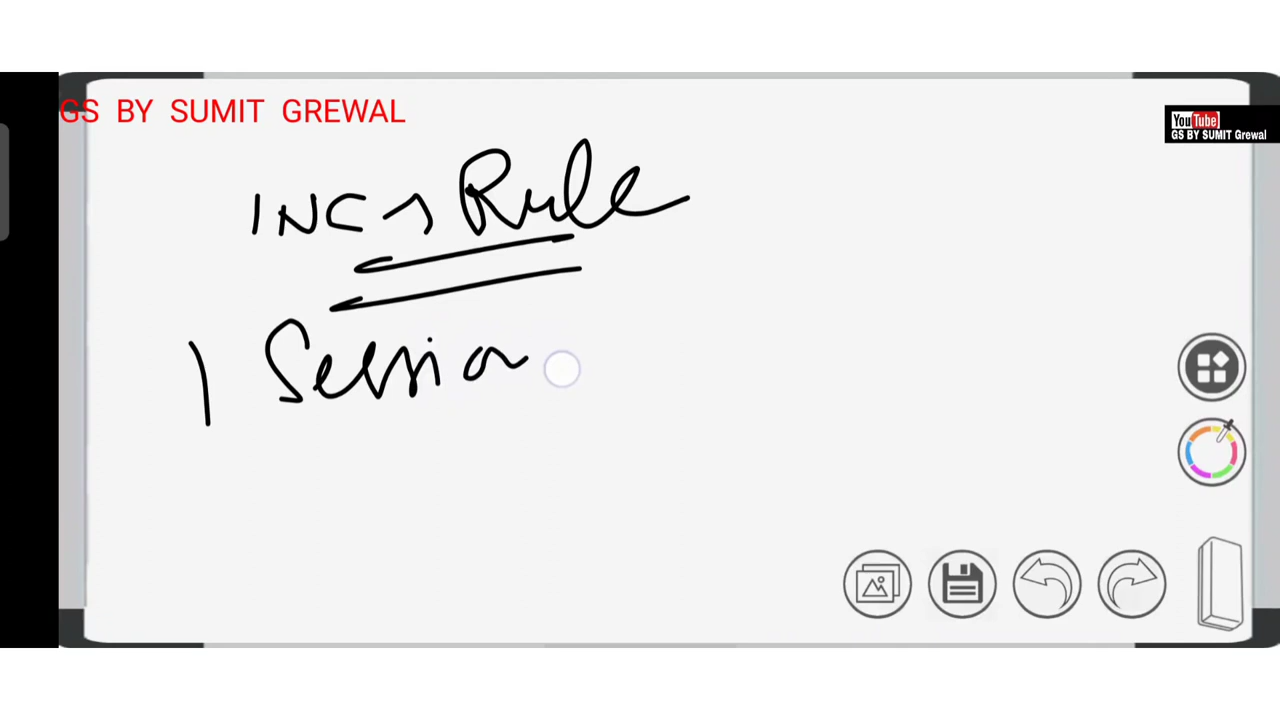 GS BY SUMIT GREWAL
YouTube
GS BY SUMIT Grewal
INC → Rule
1 Session